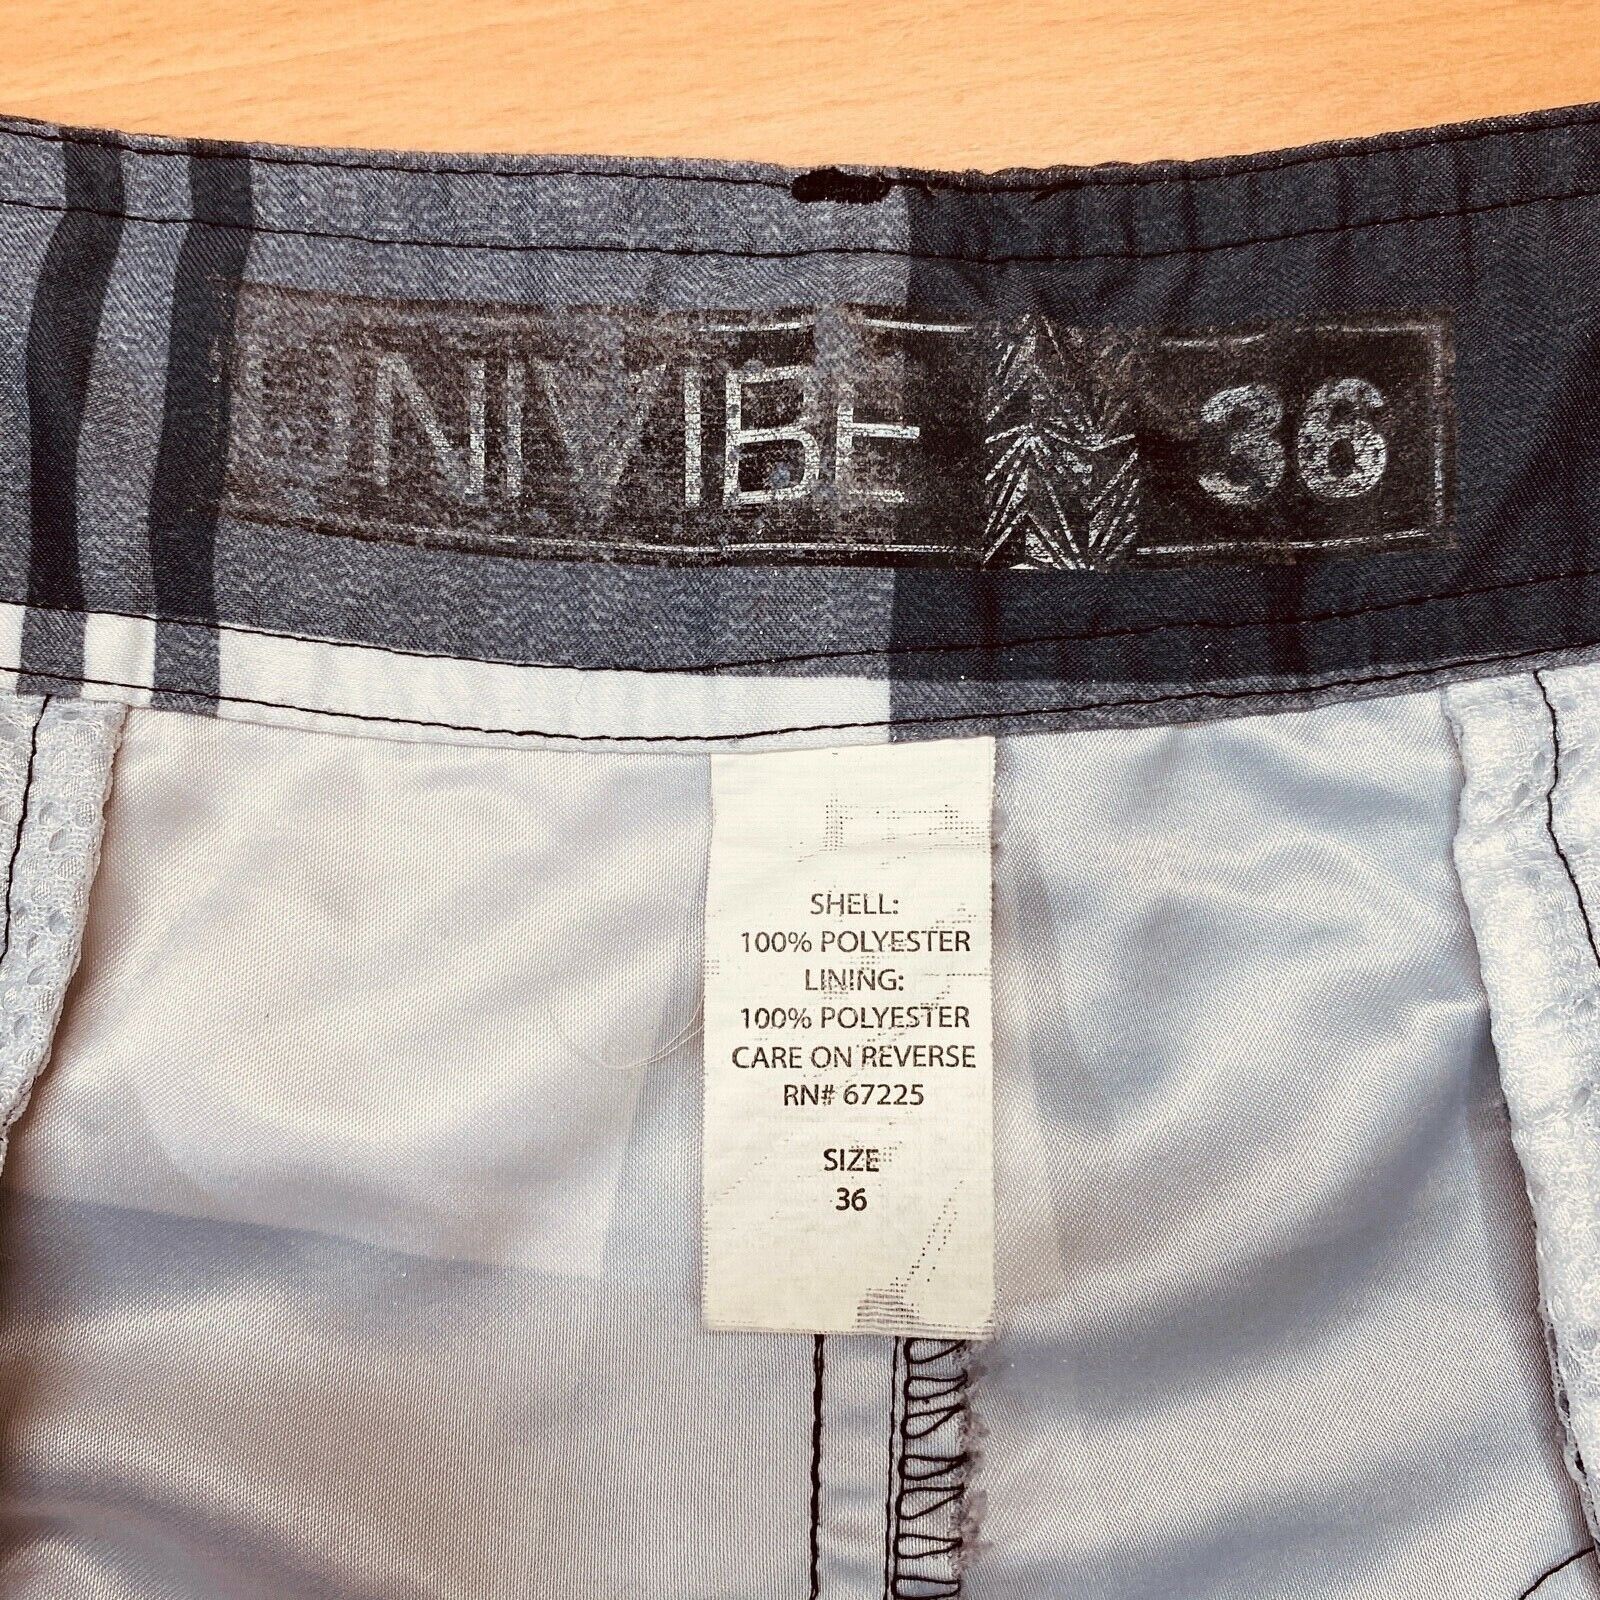 36
SHELL:
100% POLYESTER
LINING:
100% POLYESTER
CARE ON REVERSE
RN# 67225
SIZE
36